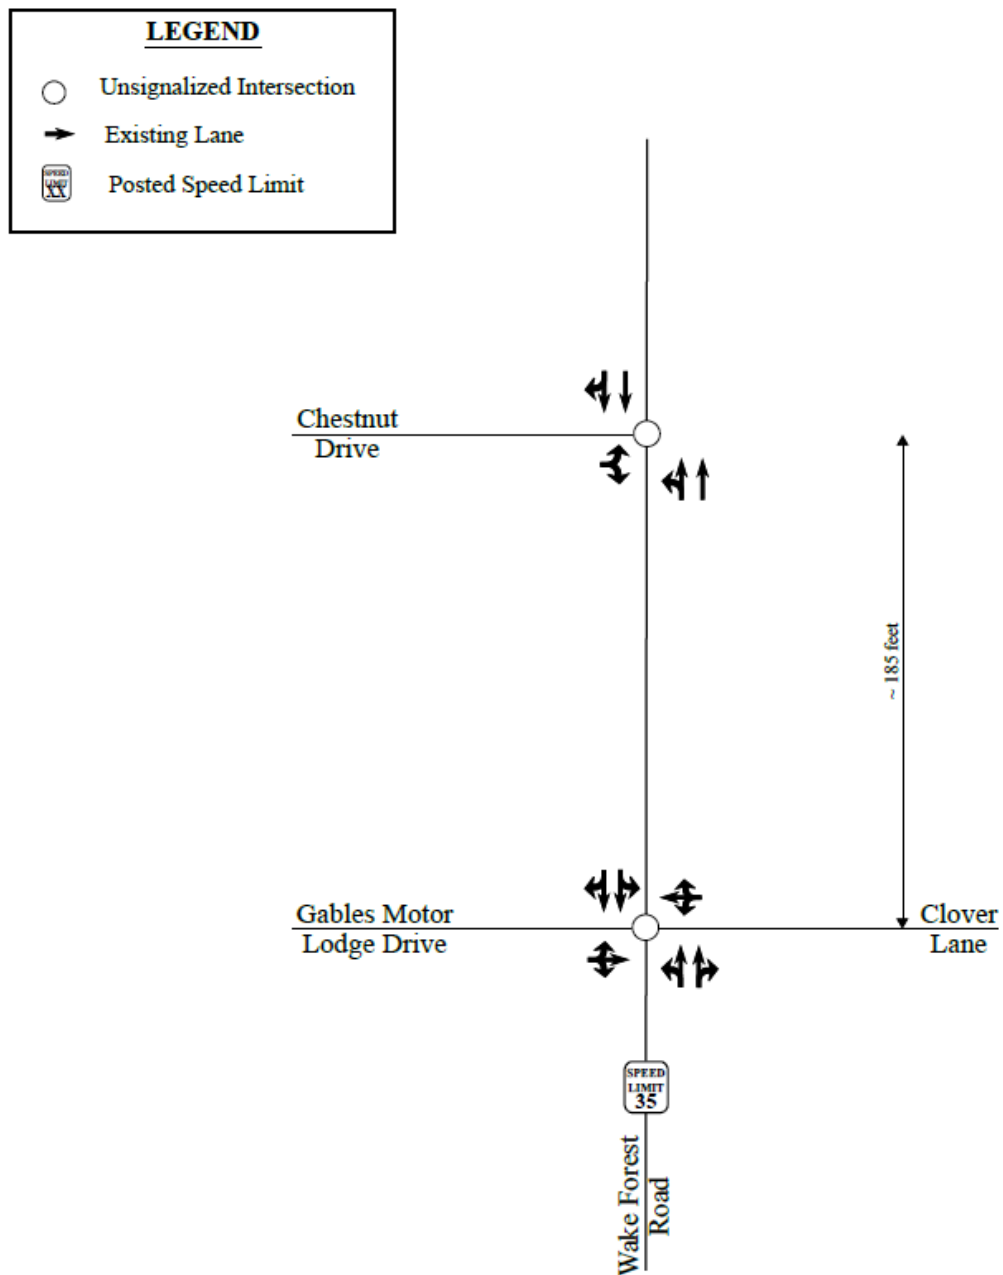 LEGEND
Unsignalized Intersection
Existing Lane
SPEED
LIMIT
XX
Posted Speed Limit
Chestnut
Drive
~ 185 feet
Gables Motor
Lodge Drive
Clover
Lane
SPEED
LIMIT
35
Wake Forest
Road